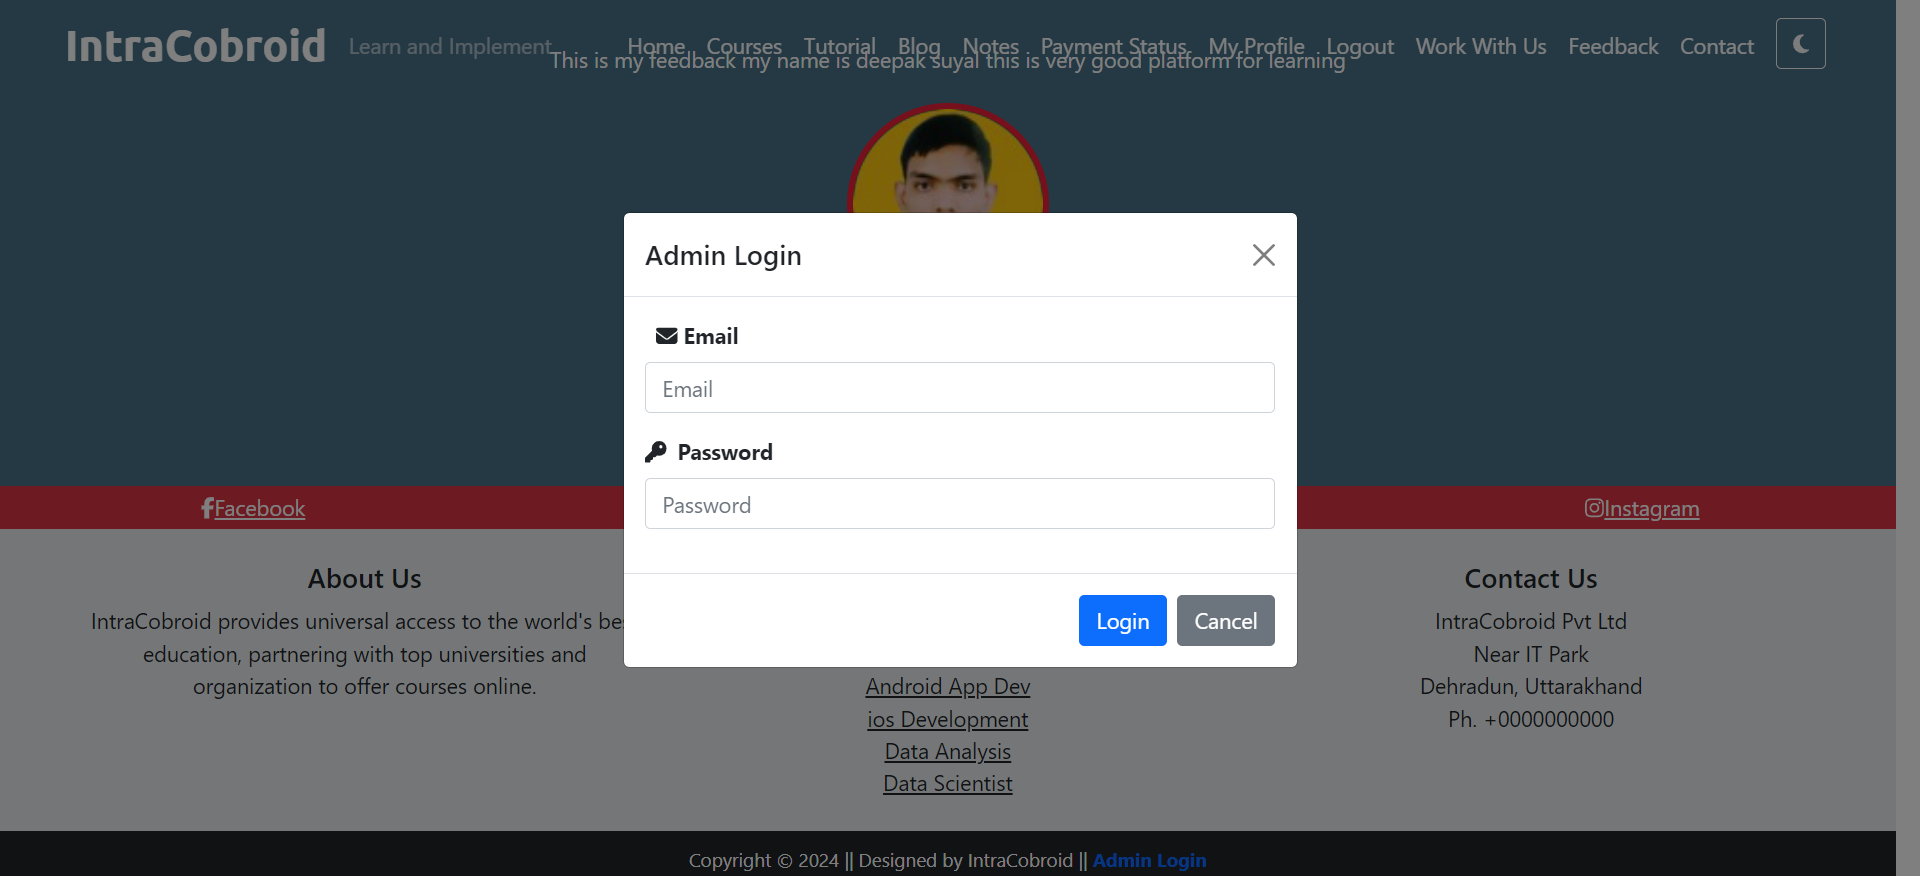 IntraCobroid Learn and Implement Home Courses Tutorial Blog Notes Payment Status My Profile Logout Work With Us Feedback Contact
This is my feedback my name is deepak suyal this is very good platform for learning
Admin Login
Email
Email
Password
Password
Login Cancel
Facebook Instagram
About Us
IntraCobroid provides universal access to the world's
education, partnering with top universities and
organization to offer courses online.
Android App Dev
ios Development
Data Analysis
Data Scientist
Contact Us
IntraCobroid Pvt Ltd
Near IT Park
Dehradun, Uttarakhand
Ph. +0000000000
Copyright © 2024 || Designed by IntraCobroid || Admin Login